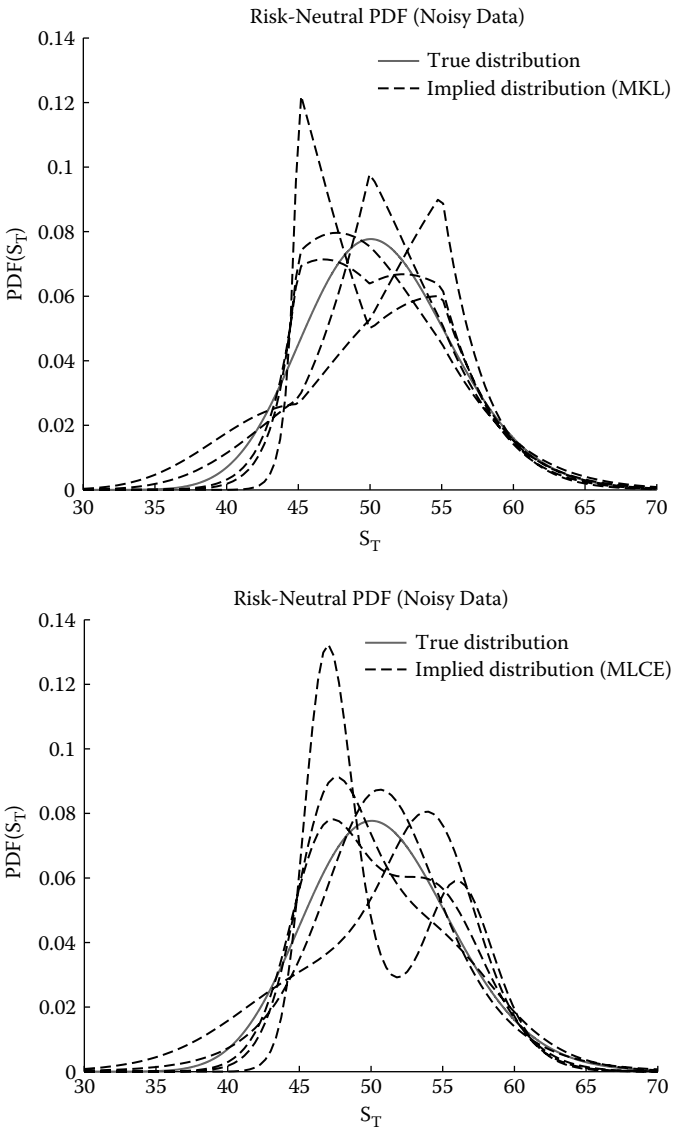 Risk-Neutral PDF (Noisy Data)
0.14
True distribution
Implied distribution (MKL)
0.12
0.1
0.08
PDF(S_T)
0.06
0.04
0.02
0
30 35 40 45 50 55 60 65 70
S_T
Risk-Neutral PDF (Noisy Data)
0.14
True distribution
Implied distribution (MLCE)
0.12
0.1
0.08
PDF(S_T)
0.06
0.04
0.02
0
30 35 40 45 50 55 60 65 70
S_T